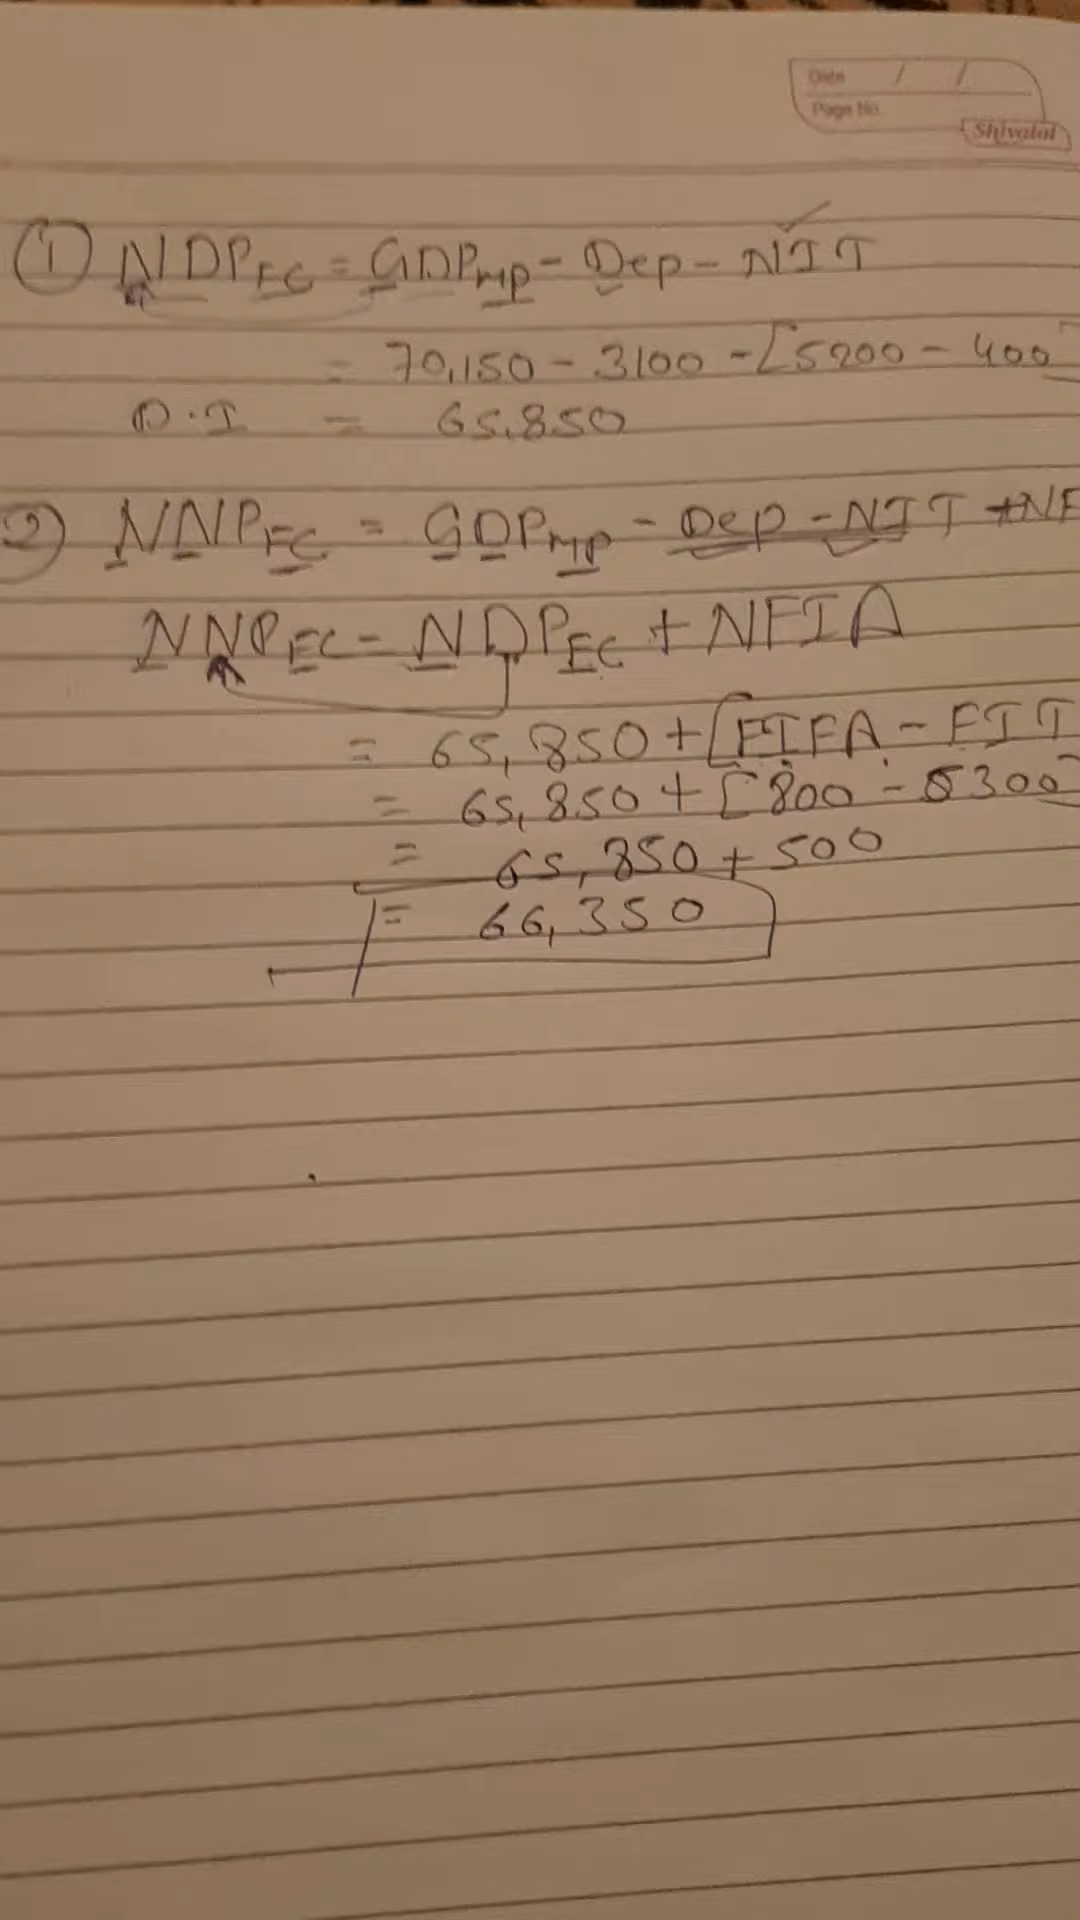 Date / /
Page No.
Shivalal
① NDPFC = GDPMP - Dep - NIT
= 70,150 - 3100 - [5200 - 400
D.I = 65,850
2) NNPFC = GDPMP - Dep - NIT +NF
NNPFC = NDPFC + NFIA
= 65,850 + [FIFA - FIT
= 65,850 + [800 - 300]
= 65,850 + 500
= 66,350